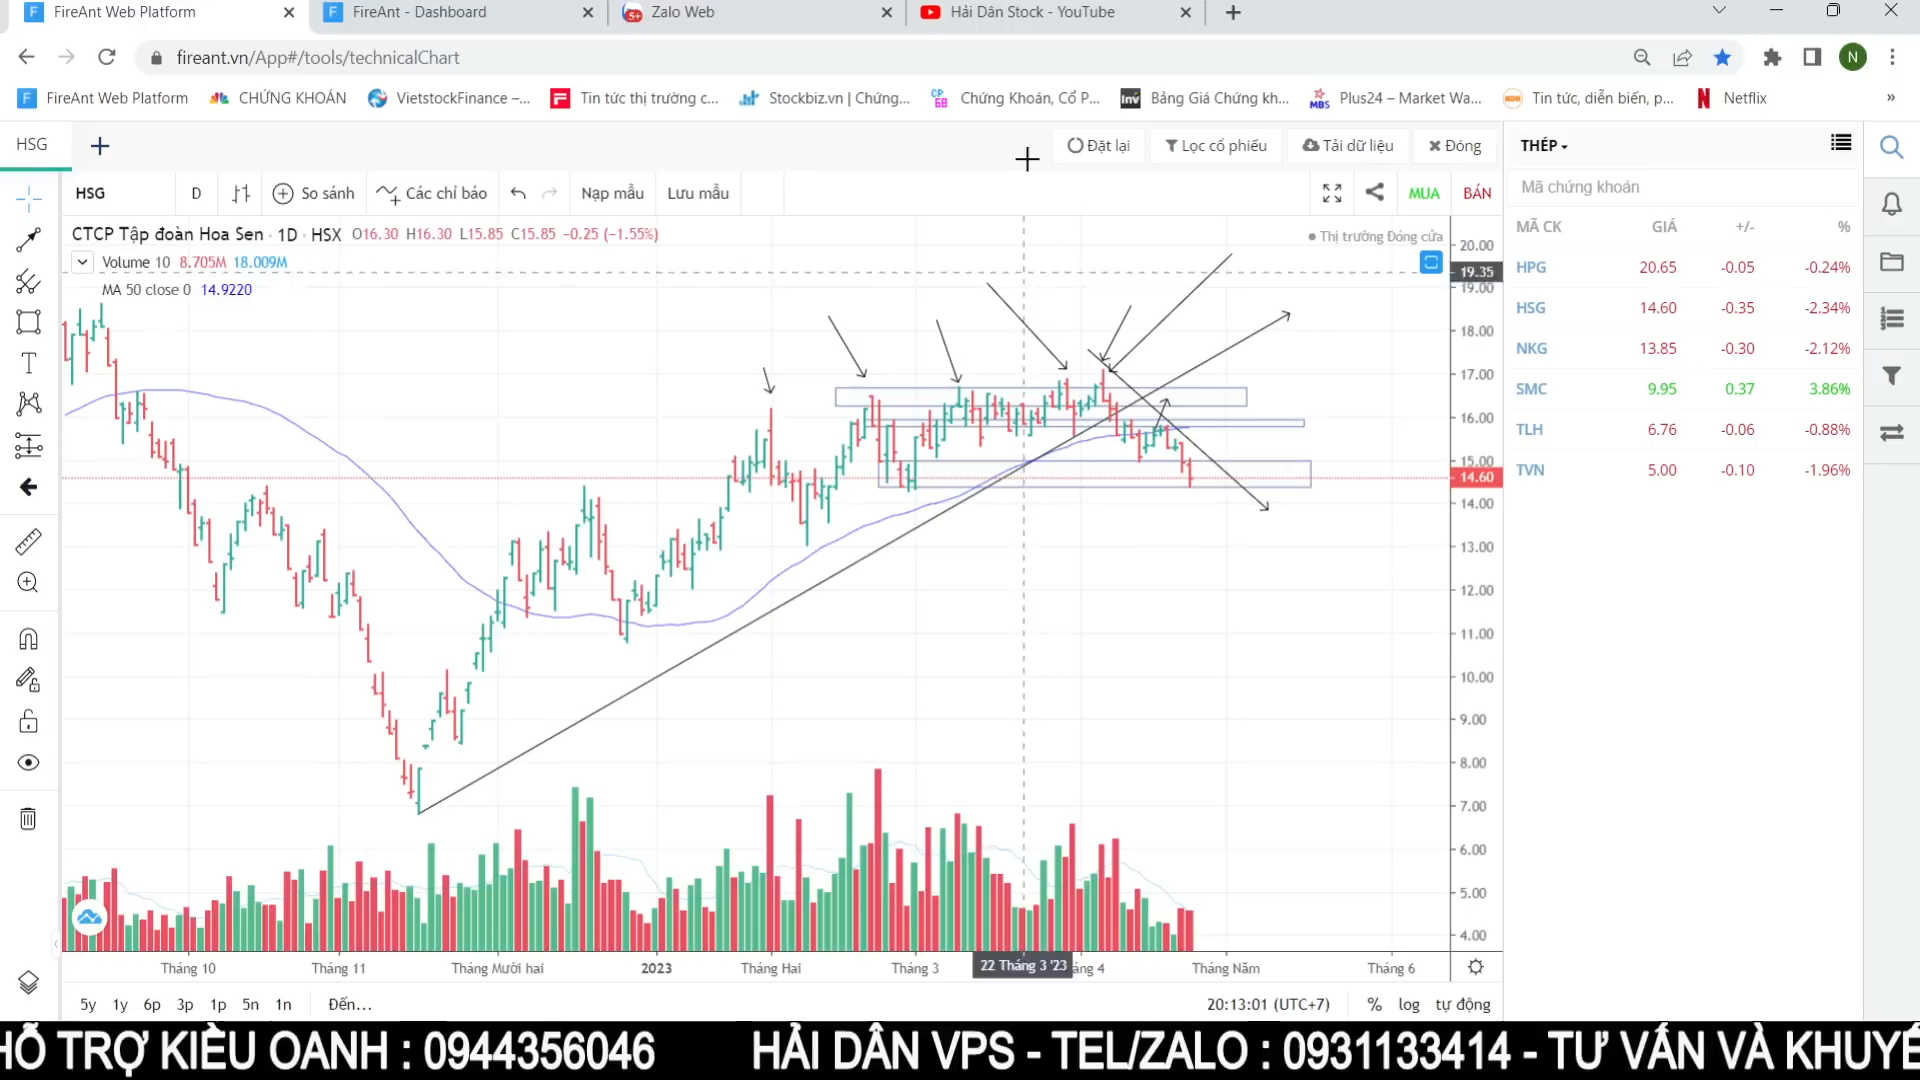 FireAnt Web Platform
FireAnt - Dashboard
Zalo Web
Hải Dân Stock - YouTube
fireant.vn/App#/tools/technicalChart
N
FireAnt Web Platform
CHỨNG KHOÁN
VietstockFinance –...
Tin tức thị trường c...
Stockbiz.vn | Chứng...
Chứng Khoán, Cổ P...
Bảng Giá Chứng kh...
Plus24 – Market Wa...
Tin tức, diễn biến, p...
Netflix
»
HSG
Đặt lại
Lọc cổ phiếu
Tải dữ liệu
Đóng
THÉP
HSG
D
So sánh
Các chỉ báo
Nạp mẫu
Lưu mẫu
MUA
BÁN
Mã chứng khoán
CTCP Tập đoàn Hoa Sen · 1D · HSX O16.30 H16.30 L15.85 C15.85 −0.25 (−1.55%)
Thị trường Đóng cửa
Volume 10 8.705M 18.009M
MA 50 close 0 14.9220
20.00
19.35
19.00
18.00
17.00
16.00
15.00
14.60
14.00
13.00
12.00
11.00
10.00
9.00
8.00
7.00
6.00
5.00
4.00
MÃ CK GIÁ +/- %
HPG 20.65 -0.05 -0.24%
HSG 14.60 -0.35 -2.34%
NKG 13.85 -0.30 -2.12%
SMC 9.95 0.37 3.86%
TLH 6.76 -0.06 -0.88%
TVN 5.00 -0.10 -1.96%
Tháng 10
Tháng 11
Tháng Mười hai
2023
Tháng Hai
Tháng 3
22 Tháng 3 '23
áng 4
Tháng Năm
Tháng 6
5y 1y 6p 3p 1p 5n 1n Đến...
20:13:01 (UTC+7) % log tự động
HỖ TRỢ KIỀU OANH : 0944356046 HẢI DÂN VPS - TEL/ZALO : 0931133414 - TƯ VẤN VÀ KHUYẾ